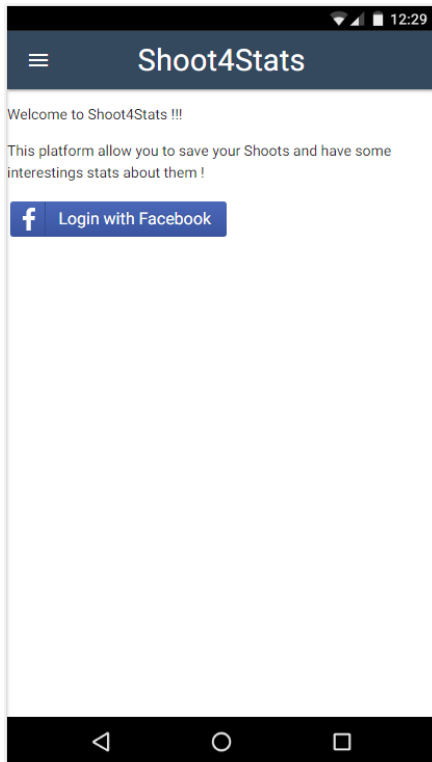 12:29
Shoot4Stats
Welcome to Shoot4Stats !!!
This platform allow you to save your Shoots and have some
interestings stats about them !
f Login with Facebook